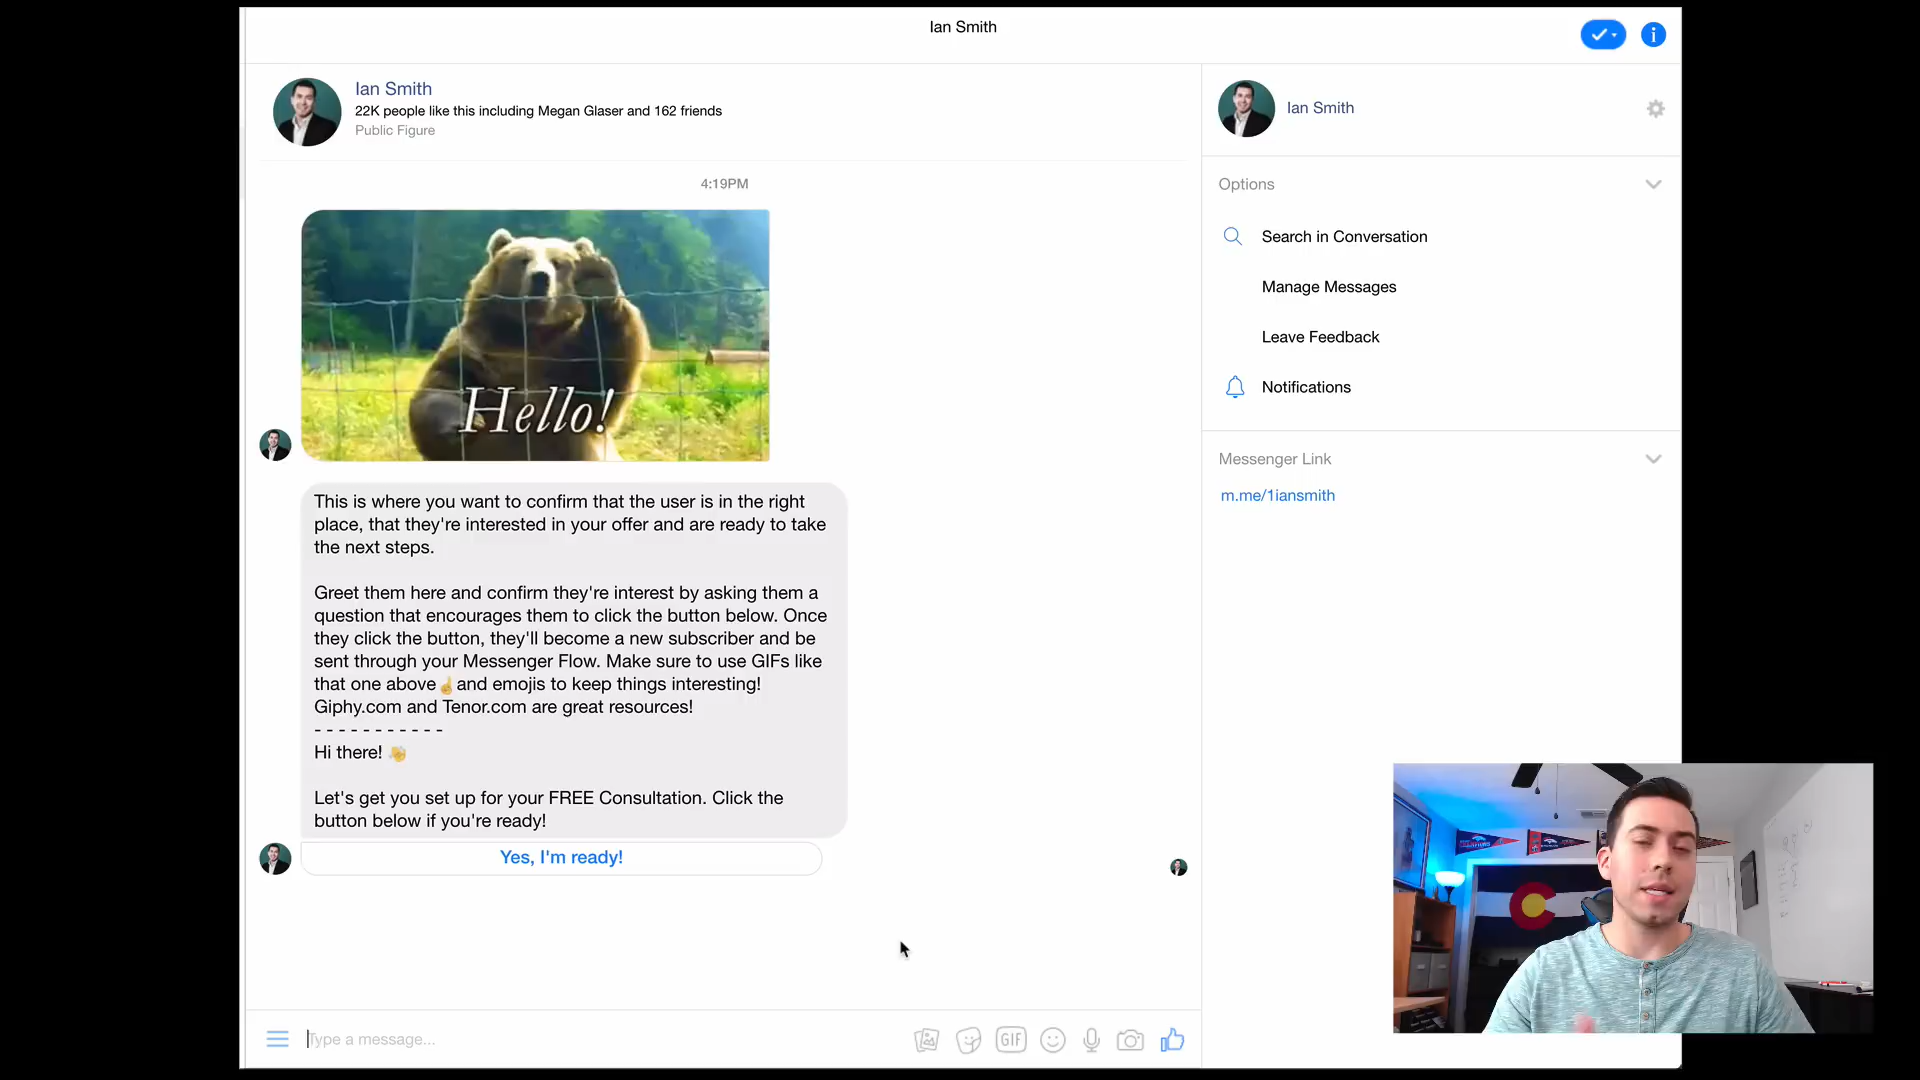 Ian Smith
Ian Smith
22K people like this including Megan Glaser and 162 friends
Public Figure
4:19PM
Hello!
This is where you want to confirm that the user is in the right
place, that they're interested in your offer and are ready to take
the next steps.
Greet them here and confirm they're interest by asking them a
question that encourages them to click the button below. Once
they click the button, they'll become a new subscriber and be
sent through your Messenger Flow. Make sure to use GIFs like
that one above☝and emojis to keep things interesting!
Giphy.com and Tenor.com are great resources!
- - - - - - - - - - -
Hi there! 👋
Let's get you set up for your FREE Consultation. Click the
button below if you're ready!
Yes, I'm ready!
Type a message...
GIF
Ian Smith
Options
Search in Conversation
Manage Messages
Leave Feedback
Notifications
Messenger Link
m.me/1iansmith